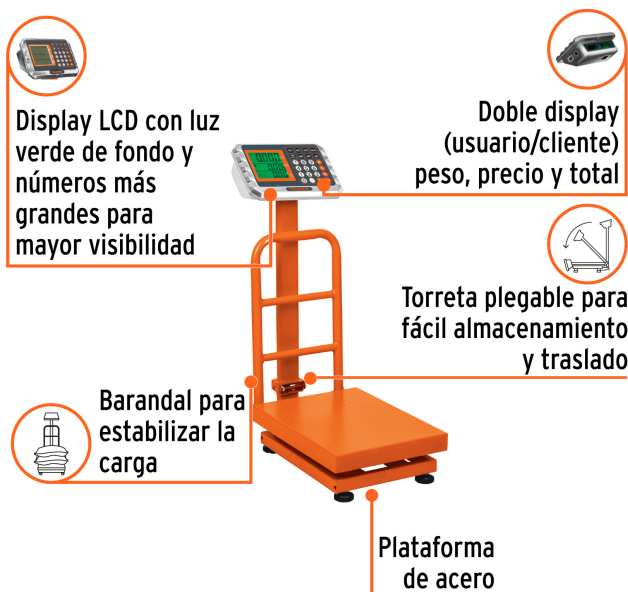 Display LCD con luz
verde de fondo y
números más
grandes para
mayor visibilidad
Doble display
(usuario/cliente)
peso, precio y total
Torreta plegable para
fácil almacenamiento
y traslado
Barandal para
estabilizar la
carga
Plataforma
de acero